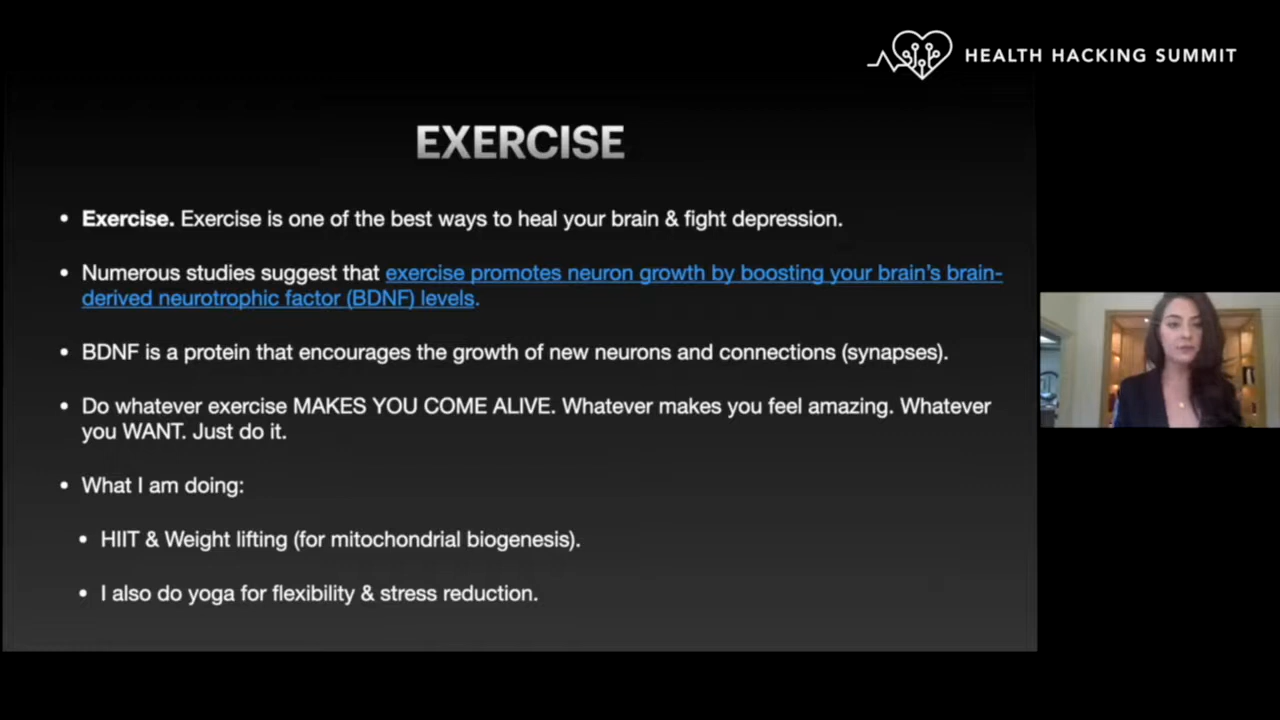 HEALTH HACKING SUMMIT
EXERCISE
• Exercise. Exercise is one of the best ways to heal your brain & fight depression.
• Numerous studies suggest that exercise promotes neuron growth by boosting your brain's brain-
derived neurotrophic factor (BDNF) levels.
• BDNF is a protein that encourages the growth of new neurons and connections (synapses).
• Do whatever exercise MAKES YOU COME ALIVE. Whatever makes you feel amazing. Whatever
you WANT. Just do it.
• What I am doing:
• HIIT & Weight lifting (for mitochondrial biogenesis).
• I also do yoga for flexibility & stress reduction.